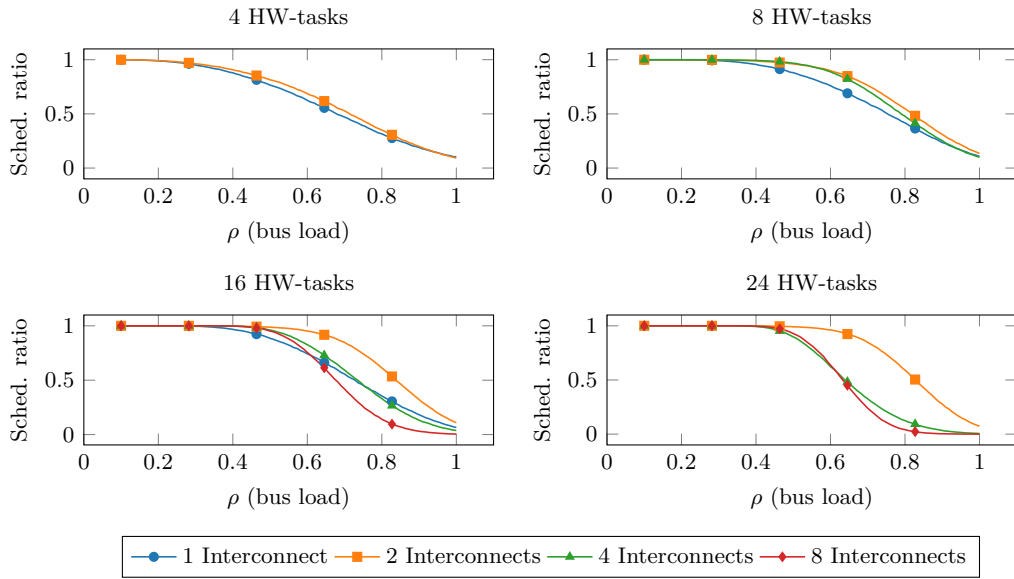 4 HW-tasks
8 HW-tasks
Sched. ratio
1
0.5
0
0 0.2 0.4 0.6 0.8 1
ρ (bus load)
Sched. ratio
1
0.5
0
0 0.2 0.4 0.6 0.8 1
ρ (bus load)
16 HW-tasks
24 HW-tasks
Sched. ratio
1
0.5
0
0 0.2 0.4 0.6 0.8 1
ρ (bus load)
Sched. ratio
1
0.5
0
0 0.2 0.4 0.6 0.8 1
ρ (bus load)
1 Interconnect 2 Interconnects 4 Interconnects 8 Interconnects